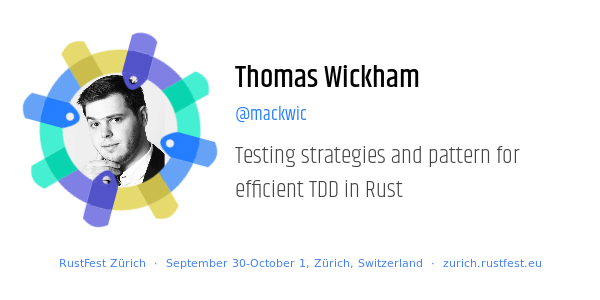 Thomas Wickham
@mackwic
Testing strategies and pattern for
efficient TDD in Rust
RustFest Zürich · September 30-October 1, Zürich, Switzerland · zurich.rustfest.eu